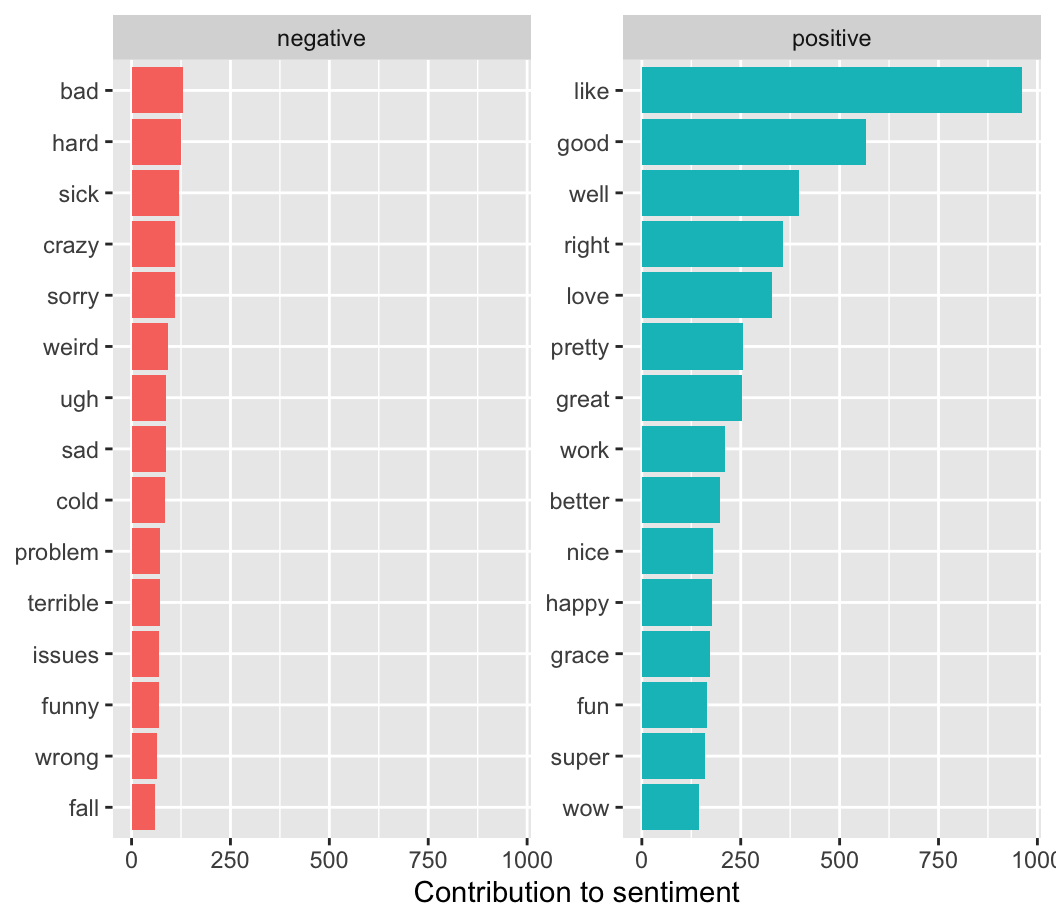 negative
bad
hard
sick
crazy
sorry
weird
ugh
sad
cold
problem
terrible
issues
funny
wrong
fall
0 250 500 750 1000
positive
like
good
well
right
love
pretty
great
work
better
nice
happy
grace
fun
super
wow
0 250 500 750 1000
Contribution to sentiment